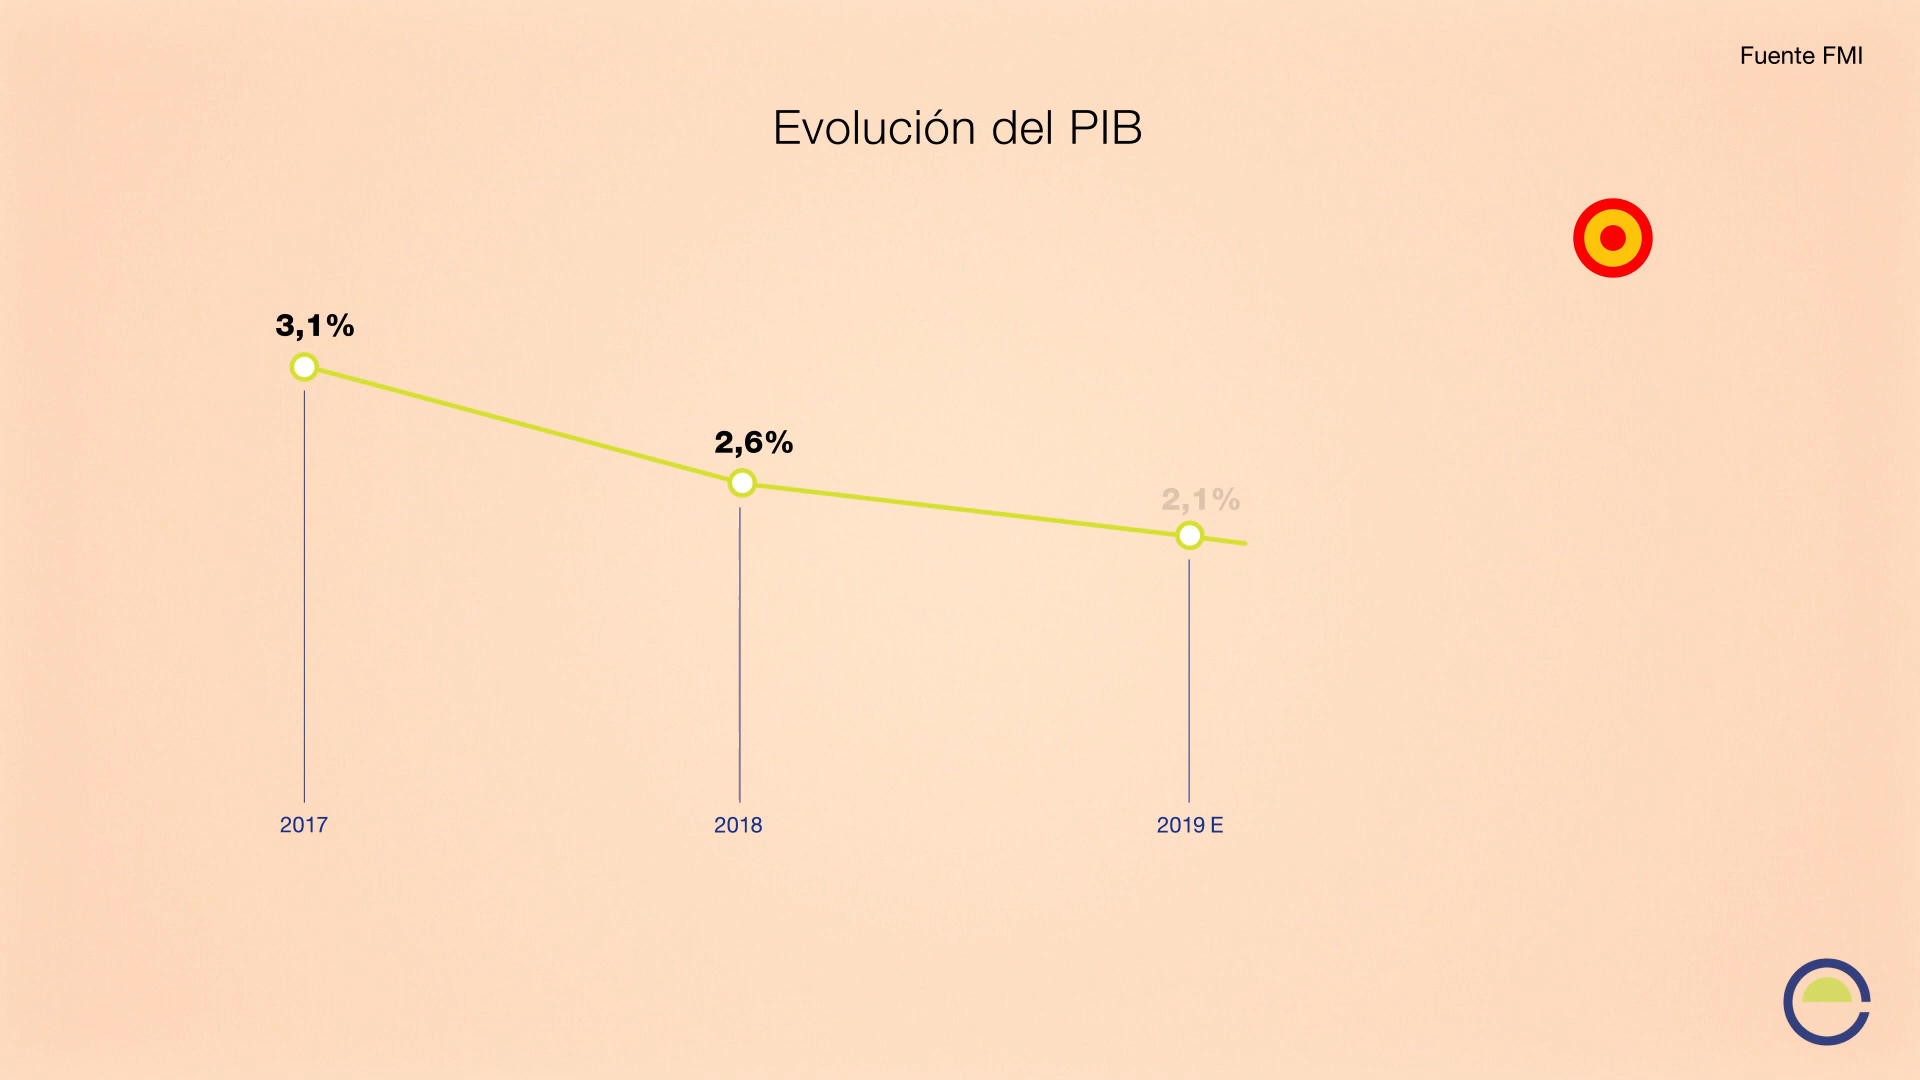 Fuente FMI
Evolución del PIB
3,1%
2,6%
2,1%
2017
2018
2019 E